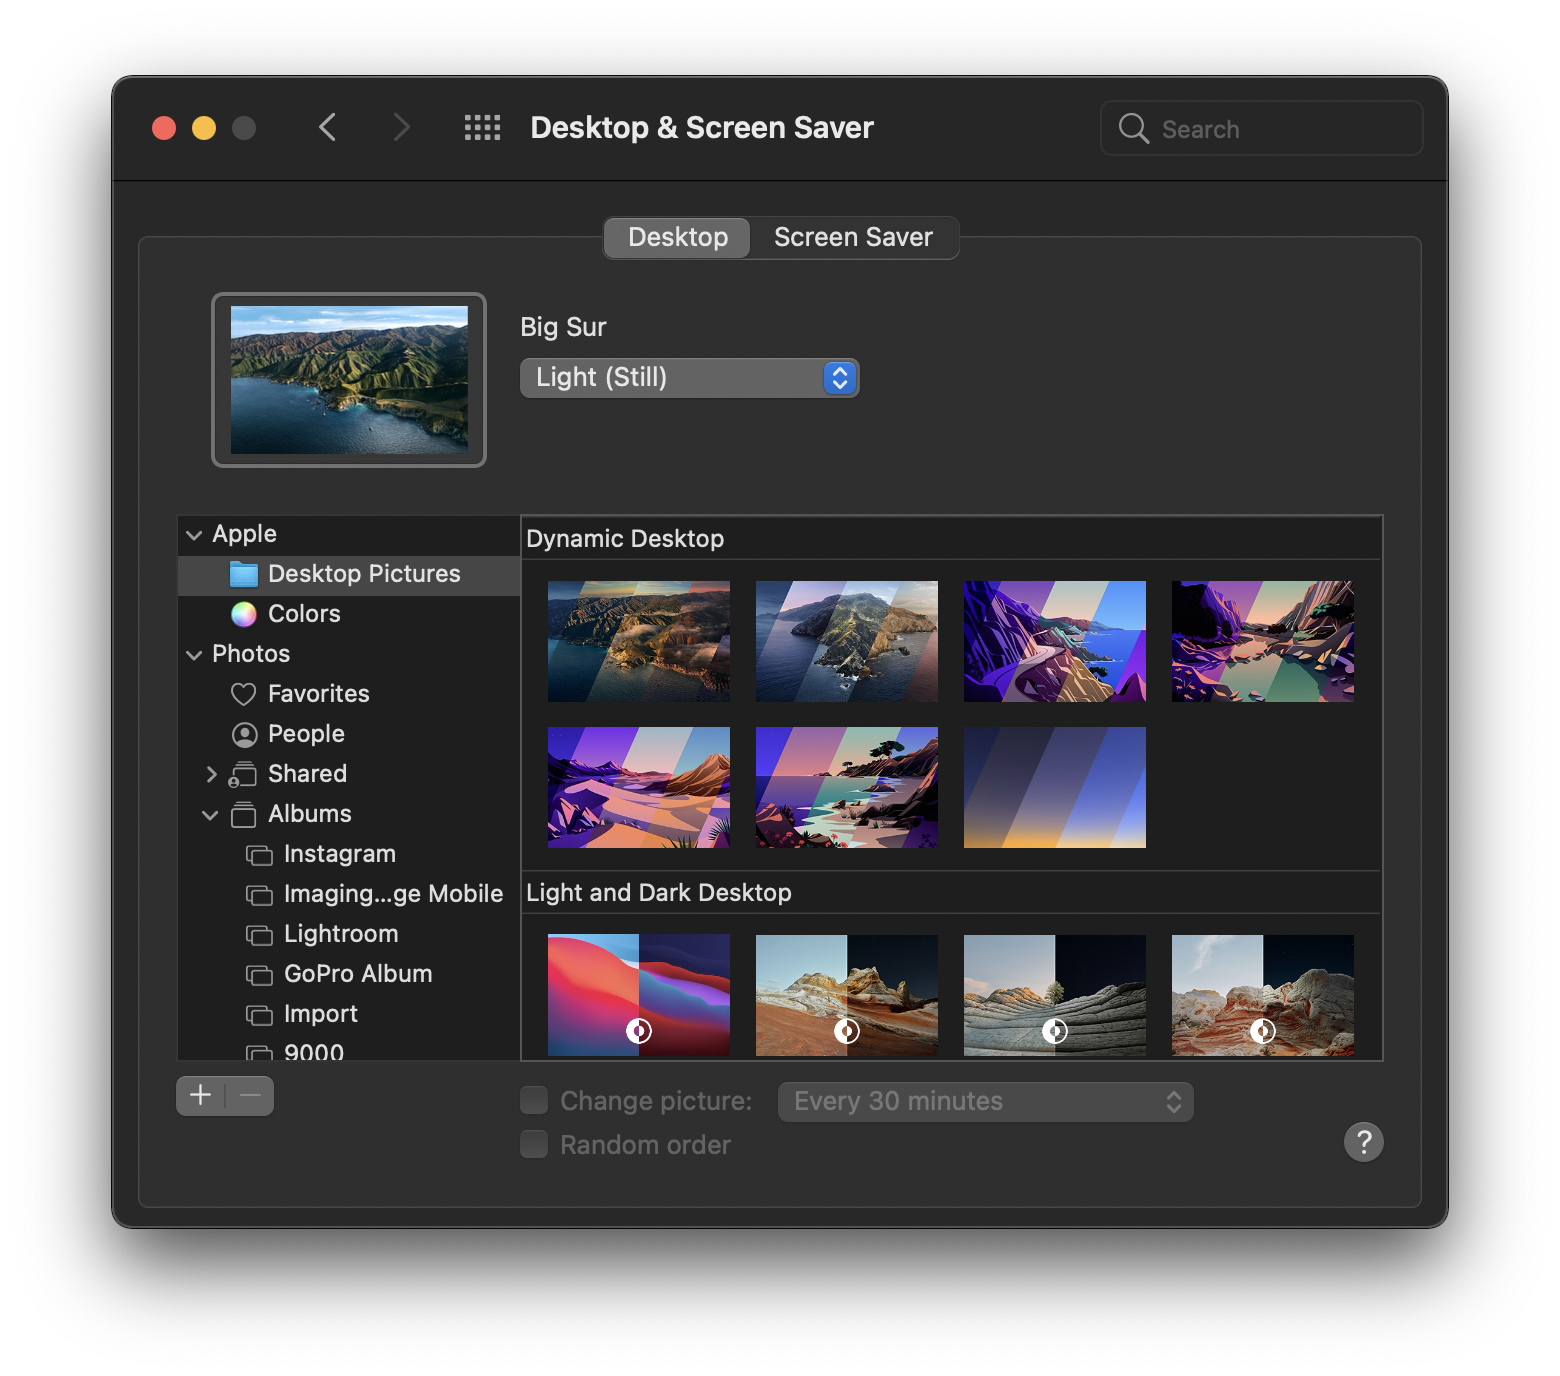 Desktop & Screen Saver
Search
Desktop
Screen Saver
Big Sur
Light (Still)
Apple
Desktop Pictures
Colors
Photos
Favorites
People
Shared
Albums
Instagram
Imaging...ge Mobile
Lightroom
GoPro Album
Import
9000
Dynamic Desktop
Light and Dark Desktop
Change picture:
Every 30 minutes
Random order
?